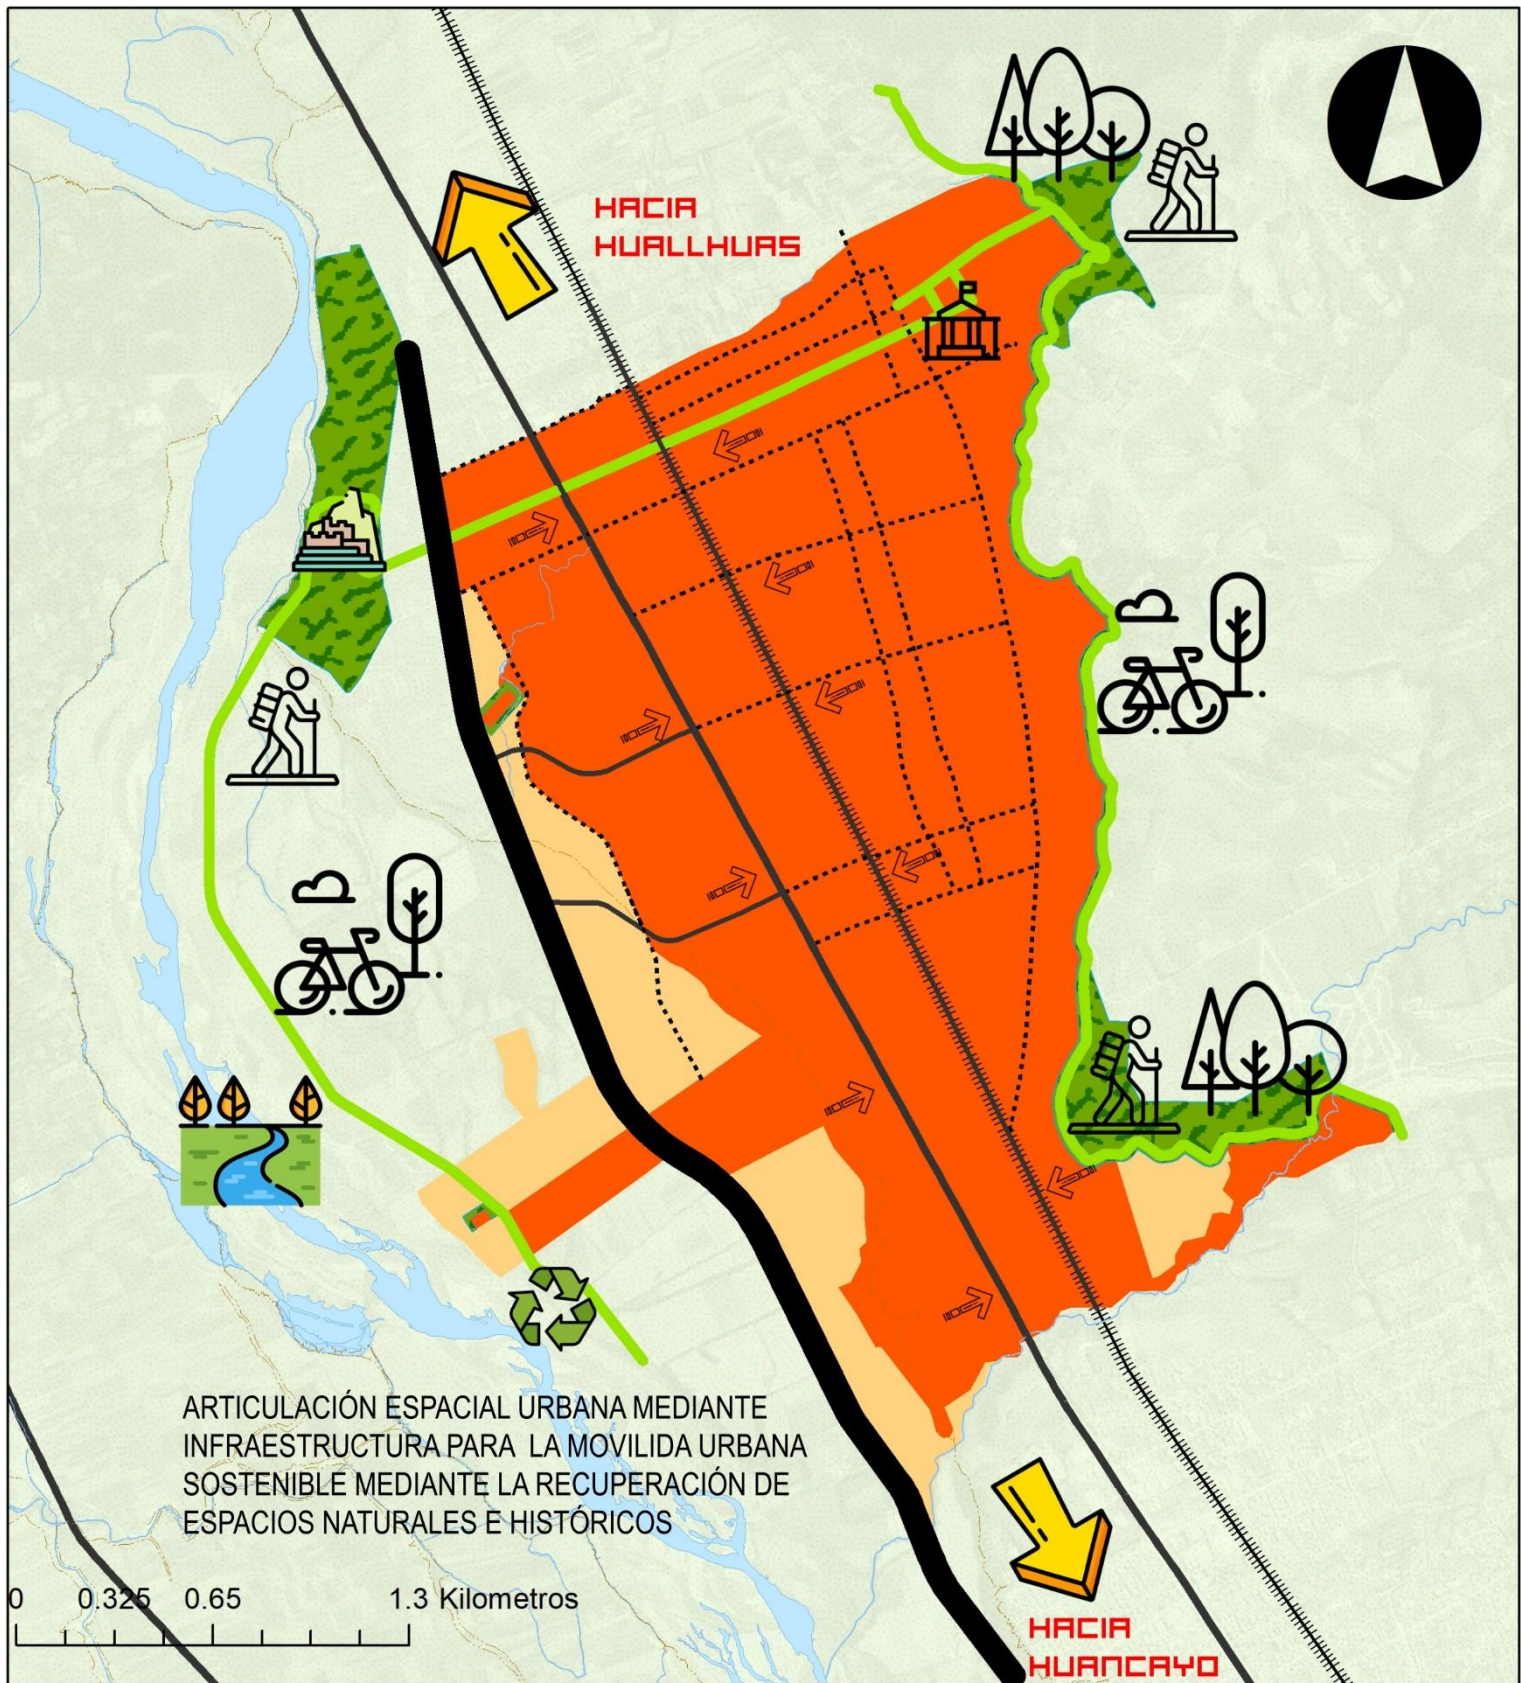 HACIA
HUALLHUAS
ARTICULACIÓN ESPACIAL URBANA MEDIANTE
INFRAESTRUCTURA PARA LA MOVILIDA URBANA
SOSTENIBLE MEDIANTE LA RECUPERACIÓN DE
ESPACIOS NATURALES E HISTÓRICOS
0 0.325 0.65 1.3 Kilometros
HACIA
HUANCAYO